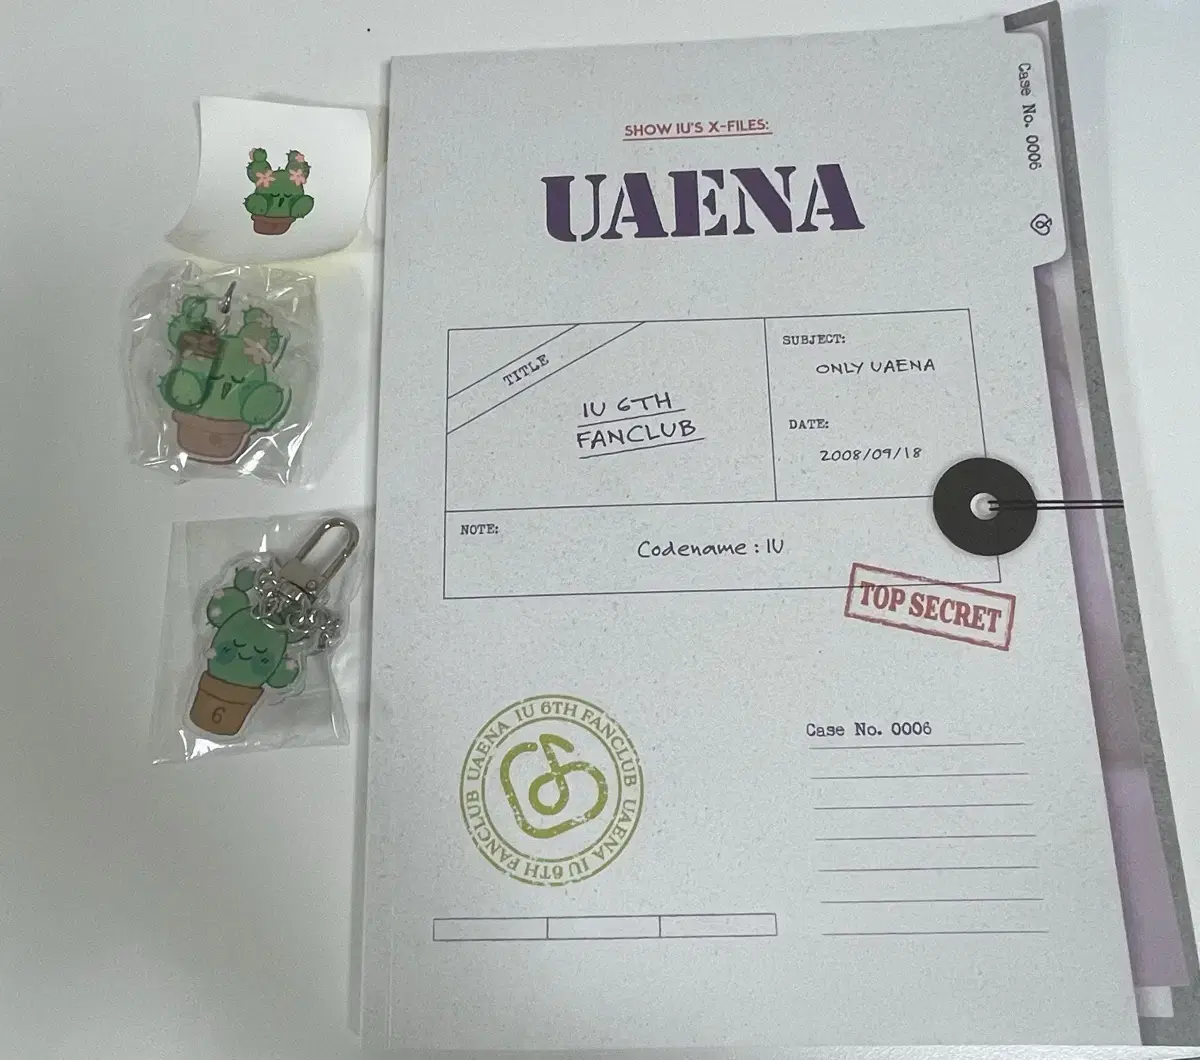 SHOW IU'S X-FILES:
UAENA
Case No. 0006
TITLE
IU 6TH
FANCLUB
SUBJECT:
ONLY UAENA
DATE:
2008/09/18
NOTE:
Codename : IU
TOP SECRET
UAENA IU 6TH FANCLUB UAENA IU 6TH FANCLUB
Case No. 0006
6